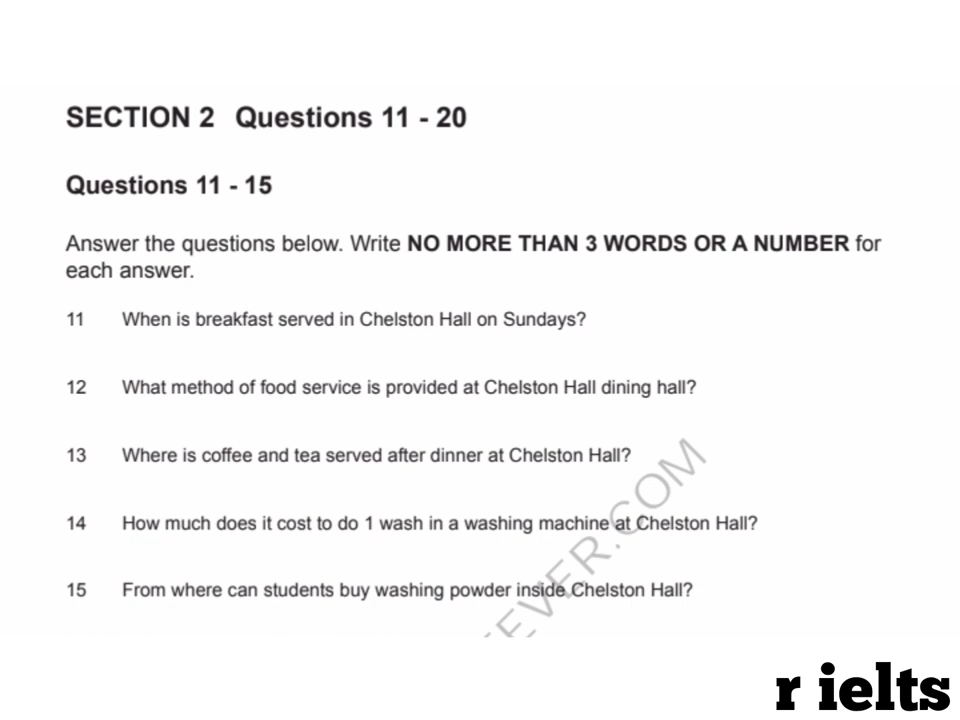 SECTION 2 Questions 11 - 20
Questions 11 - 15
Answer the questions below. Write NO MORE THAN 3 WORDS OR A NUMBER for
each answer.
11 When is breakfast served in Chelston Hall on Sundays?
12 What method of food service is provided at Chelston Hall dining hall?
13 Where is coffee and tea served after dinner at Chelston Hall?
14 How much does it cost to do 1 wash in a washing machine at Chelston Hall?
15 From where can students buy washing powder inside Chelston Hall?
EVER.COM
r ielts